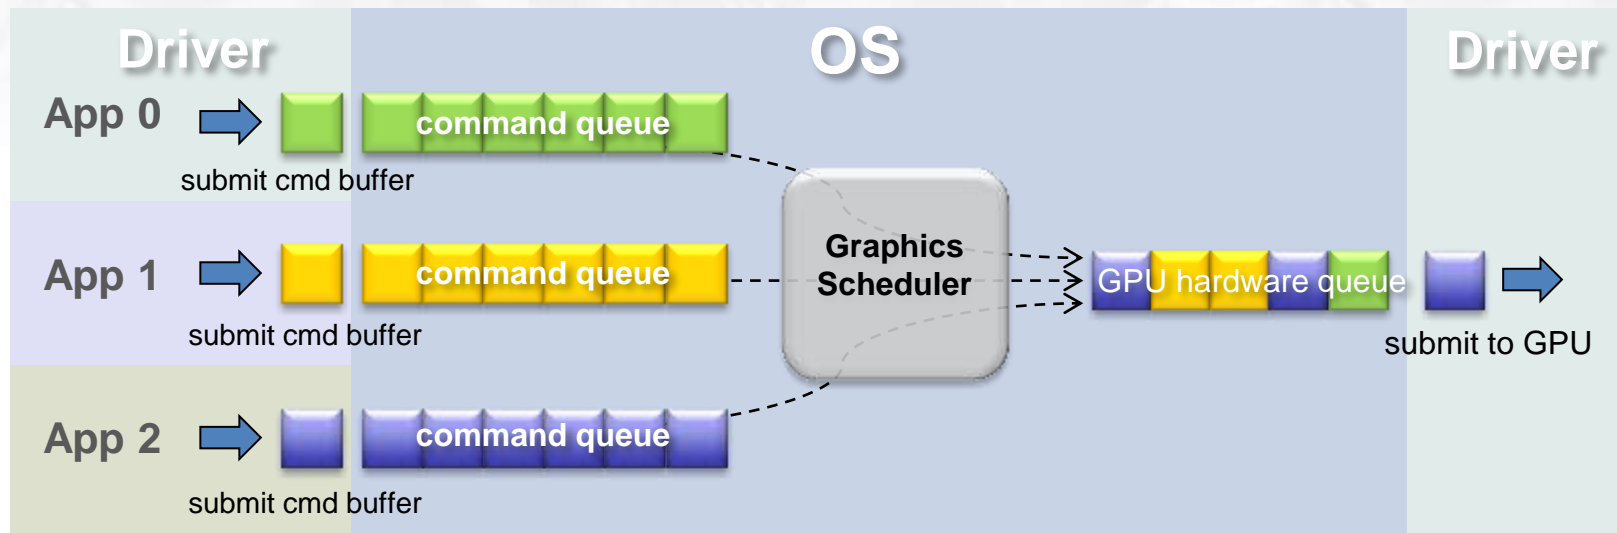 Driver
OS
Driver
App 0
command queue
submit cmd buffer
App 1
command queue
submit cmd buffer
Graphics
Scheduler
GPU hardware queue
submit to GPU
App 2
command queue
submit cmd buffer